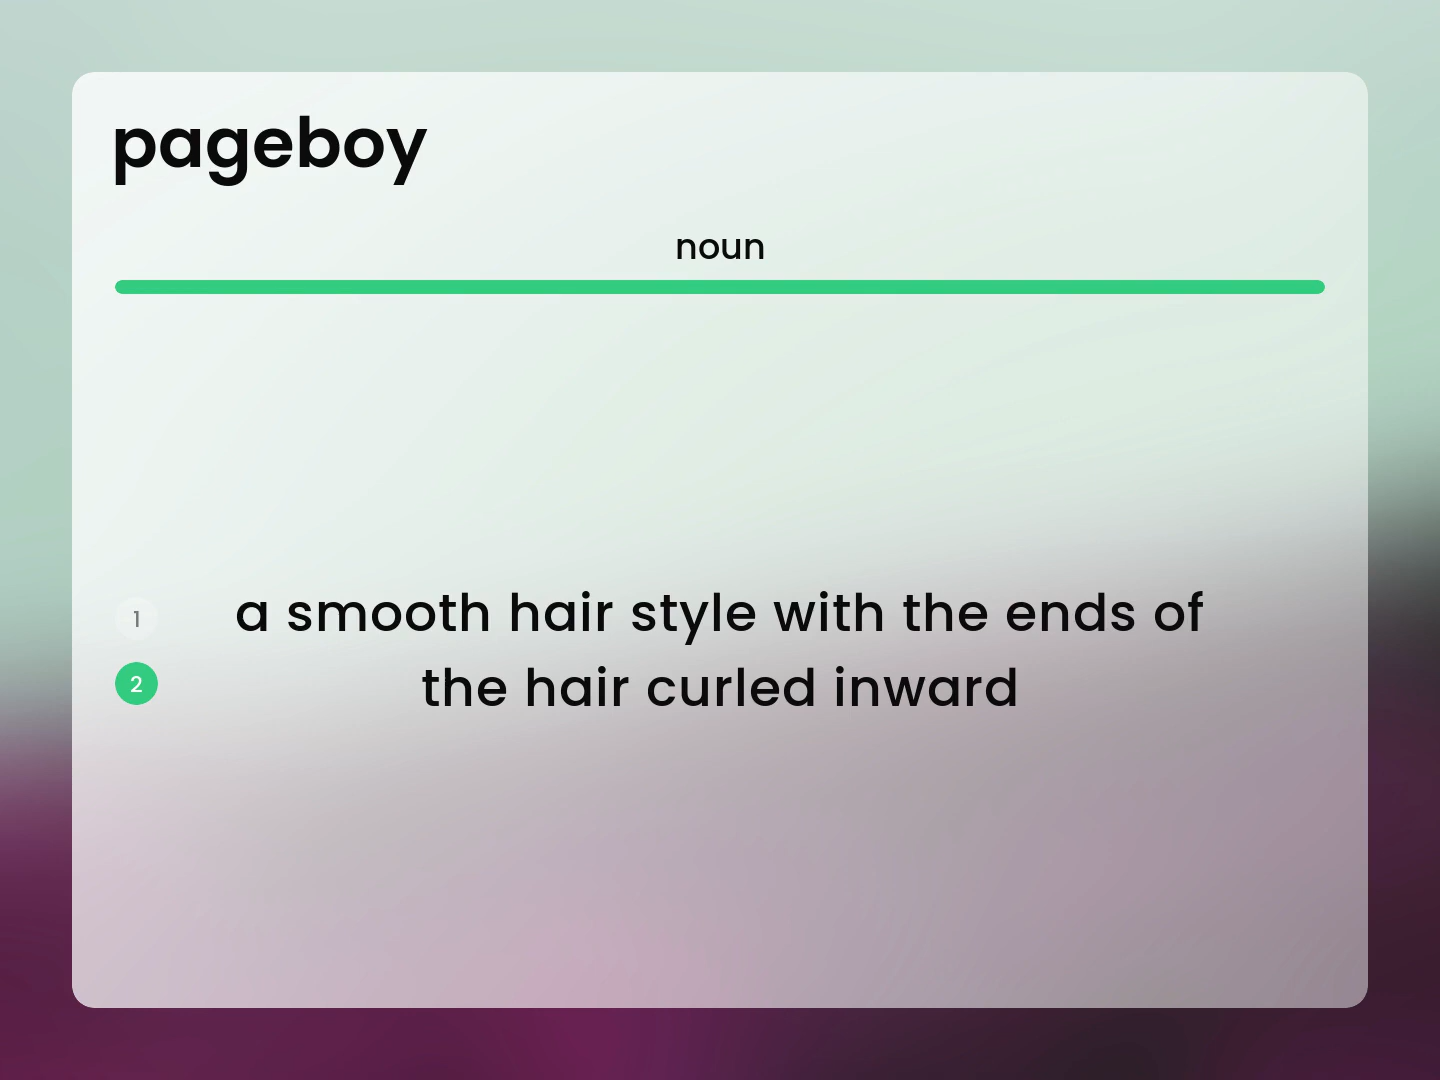 pageboy
noun
1
a smooth hair style with the ends of
2
the hair curled inward